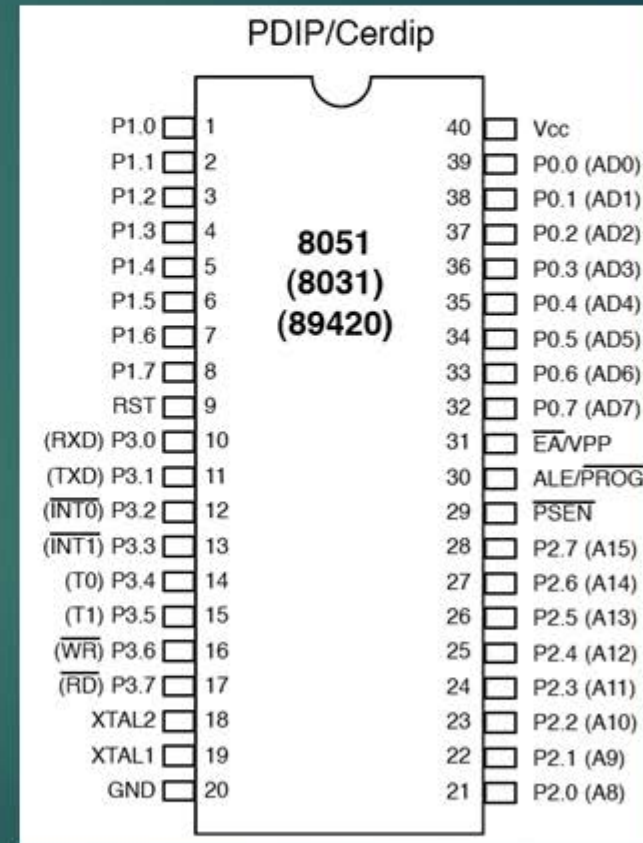 PDIP/Cerdip
8051
(8031)
(89420)
P1.0 1 40 Vcc
P1.1 2 39 P0.0 (AD0)
P1.2 3 38 P0.1 (AD1)
P1.3 4 37 P0.2 (AD2)
P1.4 5 36 P0.3 (AD3)
P1.5 6 35 P0.4 (AD4)
P1.6 7 34 P0.5 (AD5)
P1.7 8 33 P0.6 (AD6)
RST 9 32 P0.7 (AD7)
(RXD) P3.0 10 31 E̅A̅/VPP
(TXD) P3.1 11 30 ALE/P̅R̅O̅G̅
(I̅N̅T̅0̅) P3.2 12 29 P̅S̅E̅N̅
(I̅N̅T̅1̅) P3.3 13 28 P2.7 (A15)
(T0) P3.4 14 27 P2.6 (A14)
(T1) P3.5 15 26 P2.5 (A13)
(W̅R̅) P3.6 16 25 P2.4 (A12)
(R̅D̅) P3.7 17 24 P2.3 (A11)
XTAL2 18 23 P2.2 (A10)
XTAL1 19 22 P2.1 (A9)
GND 20 21 P2.0 (A8)